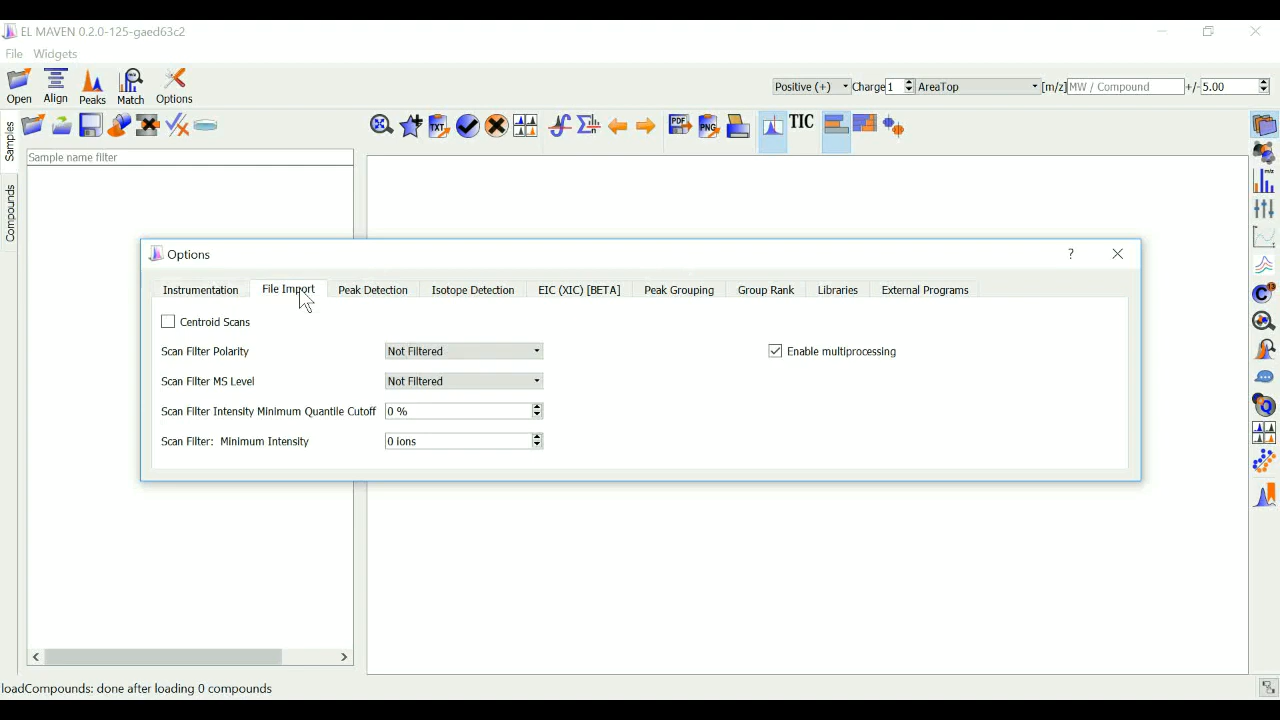 EL MAVEN 0.2.0-125-gaed63c2
File Widgets
Open Align Peaks Match Options
Positive (+) Charge 1 AreaTop [m/z] MW / Compound +/- 5.00
Samples
Compounds
TXT PDF PNG TIC
m/z
Sample name filter
Options
?
Instrumentation File Import Peak Detection Isotope Detection EIC (XIC) [BETA] Peak Grouping Group Rank Libraries External Programs
Centroid Scans
Scan Filter Polarity Not Filtered Enable multiprocessing
Scan Filter MS Level Not Filtered
Scan Filter Intensity Minimum Quantile Cutoff 0 %
Scan Filter: Minimum Intensity 0 ions
loadCompounds: done after loading 0 compounds